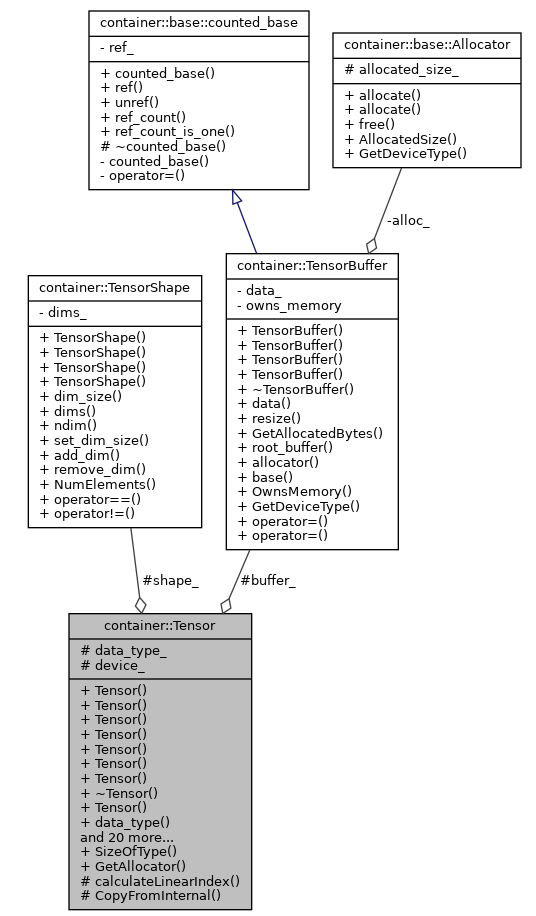 container::base::counted_base
- ref_
+ counted_base()
+ ref()
+ unref()
+ ref_count()
+ ref_count_is_one()
# ~counted_base()
- counted_base()
- operator=()
container::base::Allocator
# allocated_size_
+ allocate()
+ allocate()
+ free()
+ AllocatedSize()
+ GetDeviceType()
-alloc_
container::TensorShape
- dims_
+ TensorShape()
+ TensorShape()
+ TensorShape()
+ TensorShape()
+ dim_size()
+ dims()
+ ndim()
+ set_dim_size()
+ add_dim()
+ remove_dim()
+ NumElements()
+ operator==()
+ operator!=()
container::TensorBuffer
- data_
- owns_memory
+ TensorBuffer()
+ TensorBuffer()
+ TensorBuffer()
+ TensorBuffer()
+ ~TensorBuffer()
+ data()
+ resize()
+ GetAllocatedBytes()
+ root_buffer()
+ allocator()
+ base()
+ OwnsMemory()
+ GetDeviceType()
+ operator=()
+ operator=()
#shape_
#buffer_
container::Tensor
# data_type_
# device_
+ Tensor()
+ Tensor()
+ Tensor()
+ Tensor()
+ Tensor()
+ Tensor()
+ Tensor()
+ ~Tensor()
+ Tensor()
+ data_type()
and 20 more...
+ SizeOfType()
+ GetAllocator()
# calculateLinearIndex()
# CopyFromInternal()